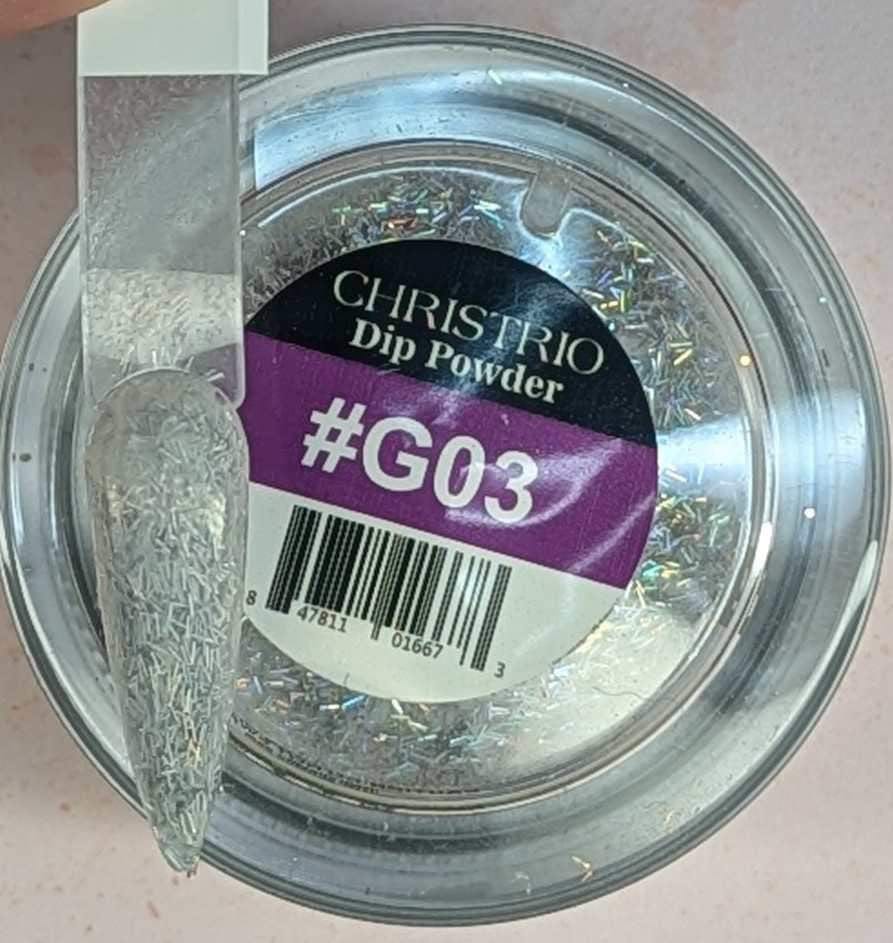 CHRISTRIO
Dip Powder
#G03
8 47811 01667 3